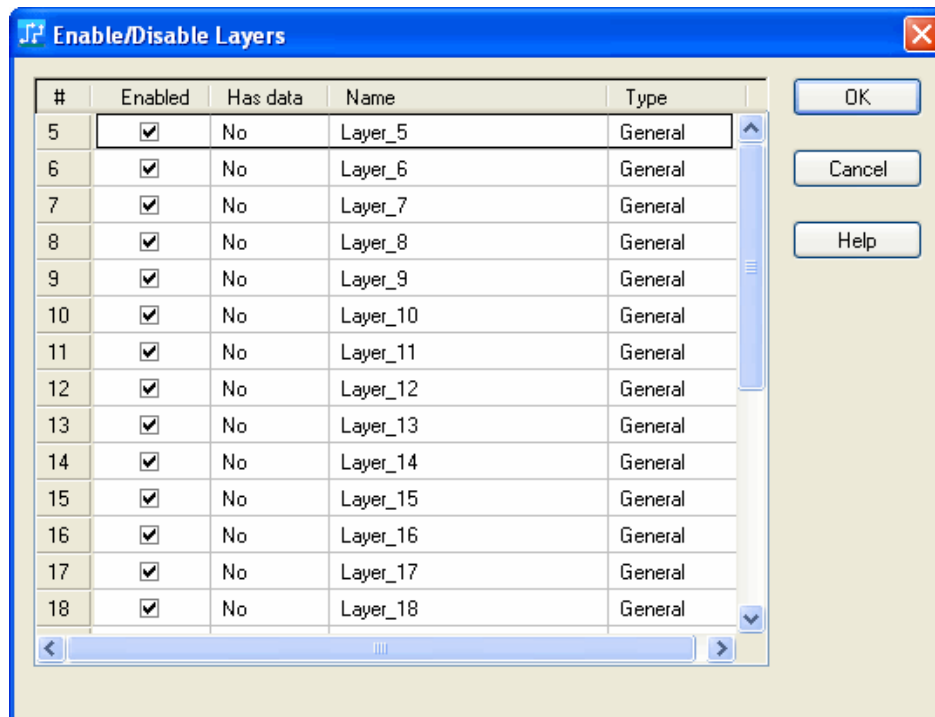 Enable/Disable Layers
# Enabled Has data Name Type
5 No Layer_5 General
6 No Layer_6 General
7 No Layer_7 General
8 No Layer_8 General
9 No Layer_9 General
10 No Layer_10 General
11 No Layer_11 General
12 No Layer_12 General
13 No Layer_13 General
14 No Layer_14 General
15 No Layer_15 General
16 No Layer_16 General
17 No Layer_17 General
18 No Layer_18 General
OK
Cancel
Help